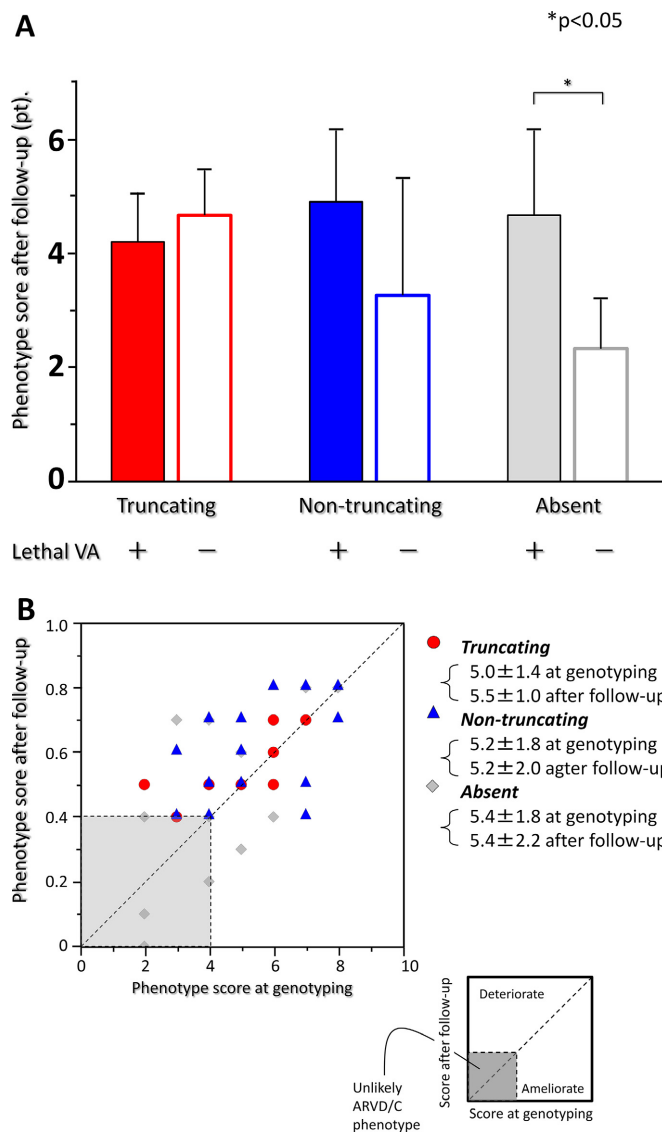 A
*p<0.05
Phenotype sore after follow-up (pt).
6
4
2
0
*
Truncating
Non-truncating
Absent
Lethal VA
+
−
+
−
+
−
B
Phenotype score after follow-up
1.0
0.8
0.6
0.4
0.2
0
0
2
4
6
8
10
Phenotype score at genotyping
Truncating
5.0±1.4 at genotyping
5.5±1.0 after follow-up
Non-truncating
5.2±1.8 at genotyping
5.2±2.0 agter follow-up
Absent
5.4±1.8 at genotyping
5.4±2.2 after follow-up
Score after follow-up
Deteriorate
Ameliorate
Score at genotyping
Unlikely
ARVD/C
phenotype